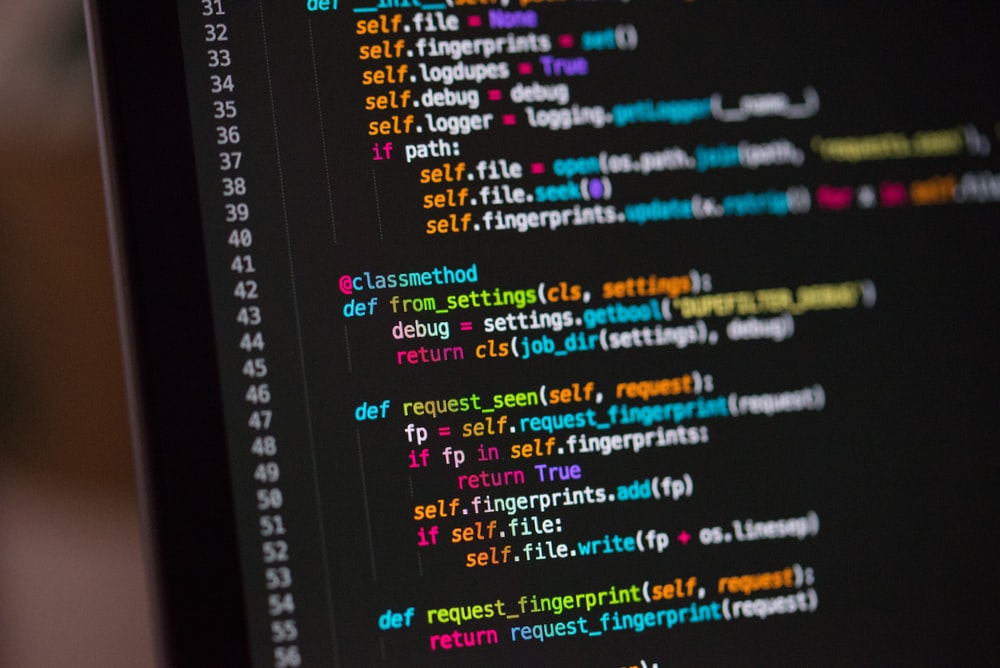 31 def __init__(self,
32 self.file = None
33 self.fingerprints = set()
34 self.logdupes = True
35 self.debug = debug
36 self.logger = logging.getLogger(__name__)
37 if path:
38 self.file = open(os.path.join(path, 'requests.seen'),
39 self.file.seek(0)
40 self.fingerprints.update(x.rstrip() for x in self.file
41
42 @classmethod
43 def from_settings(cls, settings):
44 debug = settings.getbool('DUPEFILTER_DEBUG')
45 return cls(job_dir(settings), debug)
46
47 def request_seen(self, request):
48 fp = self.request_fingerprint(request)
49 if fp in self.fingerprints:
50 return True
51 self.fingerprints.add(fp)
52 if self.file:
53 self.file.write(fp + os.linesep)
54
55 def request_fingerprint(self, request):
56 return request_fingerprint(request)